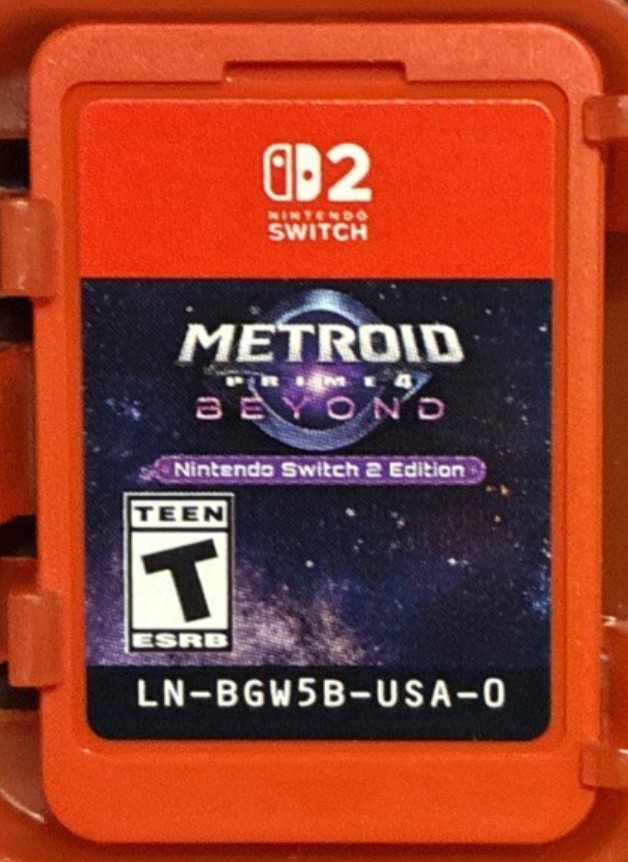 2
NINTENDO
SWITCH
METROID
PRIME 4
BEYOND
Nintendo Switch 2 Edition
TEEN
T
ESRB
LN-BGW5B-USA-0